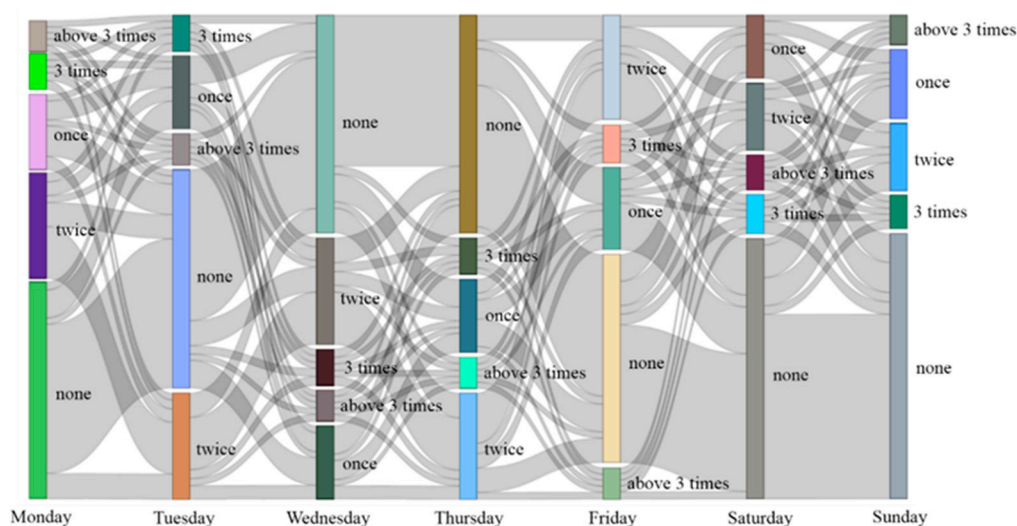 above 3 times
3 times
once
twice
none
3 times
once
above 3 times
none
twice
none
twice
3 times
above 3 times
once
none
3 times
once
above 3 times
twice
twice
3 times
once
none
above 3 times
once
twice
above 3 times
3 times
none
above 3 times
once
twice
3 times
none
Monday Tuesday Wednesday Thursday Friday Saturday Sunday